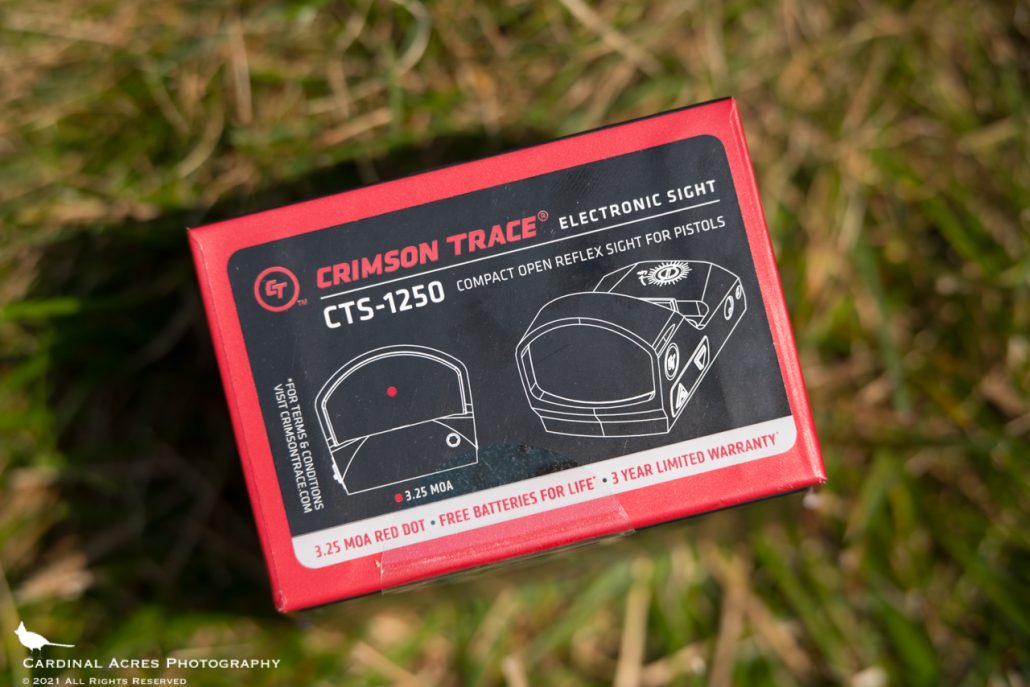 CT™
CRIMSON TRACE® ELECTRONIC SIGHT
CTS-1250 COMPACT OPEN REFLEX SIGHT FOR PISTOLS
*FOR TERMS & CONDITIONS
VISIT CRIMSONTRACE.COM
3.25 MOA
3.25 MOA RED DOT • FREE BATTERIES FOR LIFE* • 3 YEAR LIMITED WARRANTY*
CARDINAL ACRES PHOTOGRAPHY
© 2021 ALL RIGHTS RESERVED